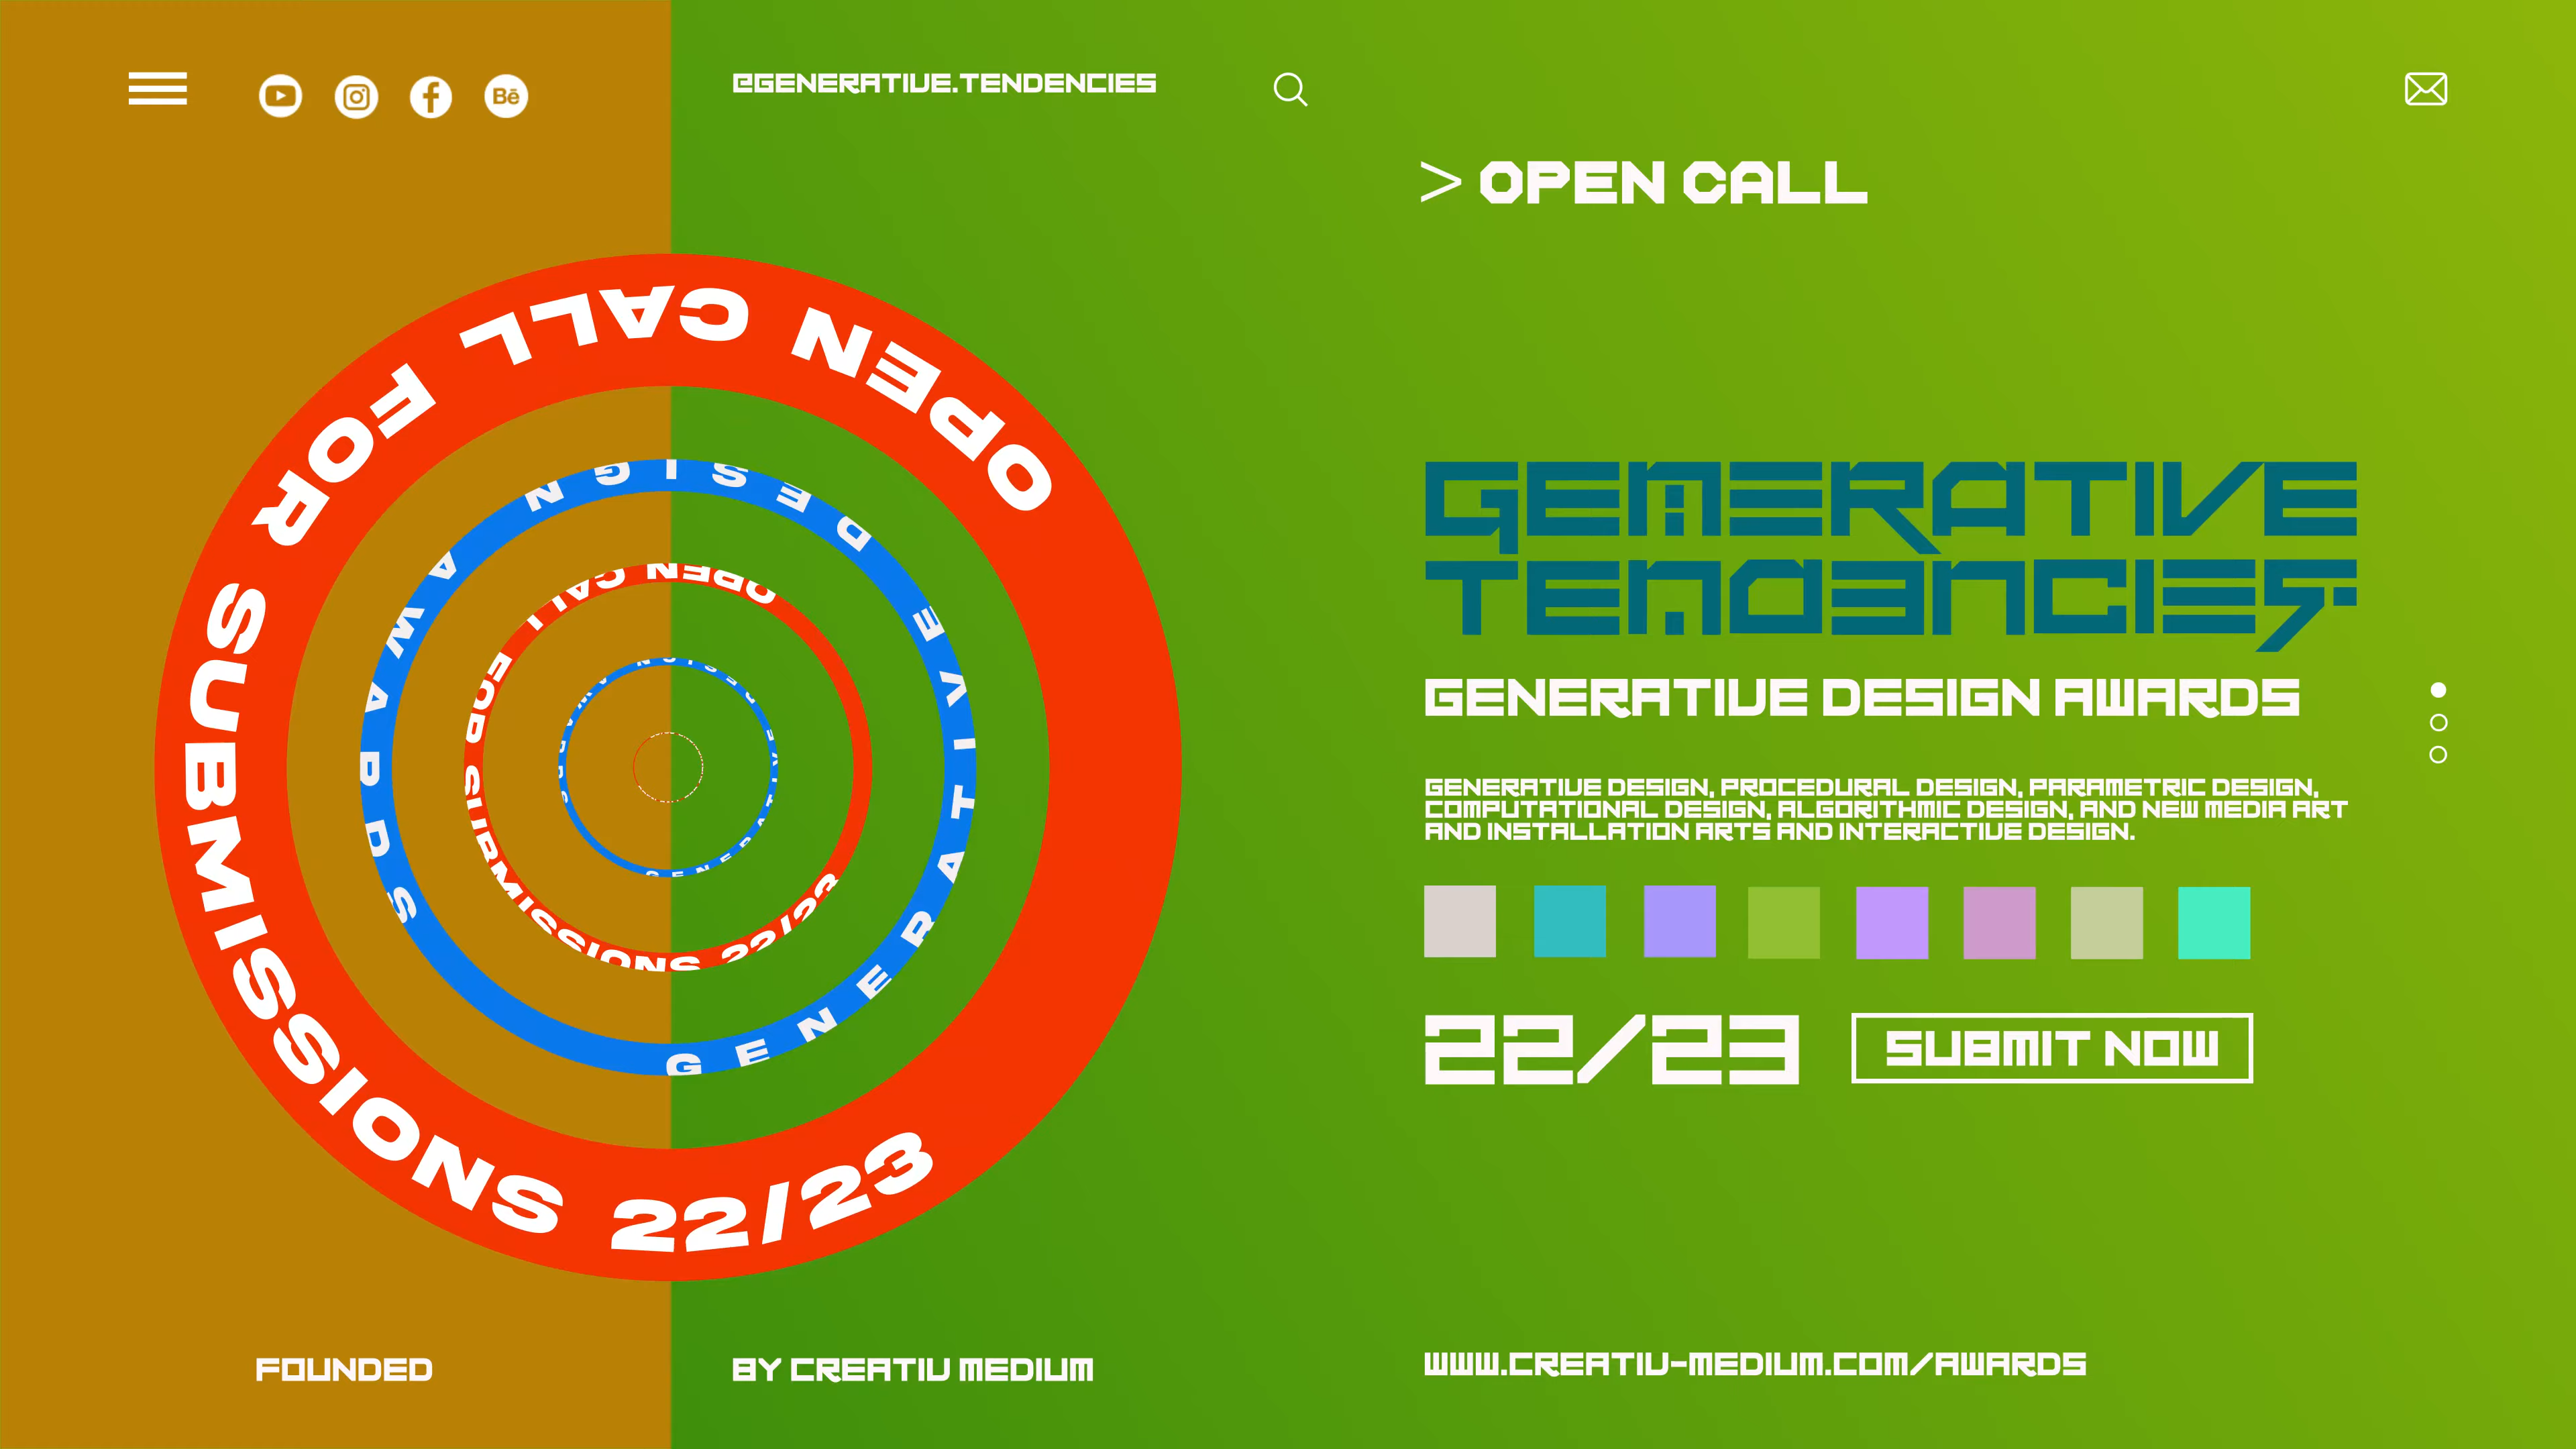 Bē
@GENERATIVE.TENDENCIES
> OPEN CALL
OPEN CALL FOR SUBMISSIONS 22/23
GENERATIVE DESIGN AWARDS
OPEN CALL FOR SUBMISSIONS 22/23
GENERATIVE
TENDENCIES
GENERATIVE DESIGN AWARDS
GENERATIVE DESIGN, PROCEDURAL DESIGN, PARAMETRIC DESIGN,
COMPUTATIONAL DESIGN, ALGORITHMIC DESIGN, AND NEW MEDIA ART
AND INSTALLATION ARTS AND INTERACTIVE DESIGN.
22/23
SUBMIT NOW
FOUNDED
BY CREATIV MEDIUM
WWW.CREATIV-MEDIUM.COM/AWARDS